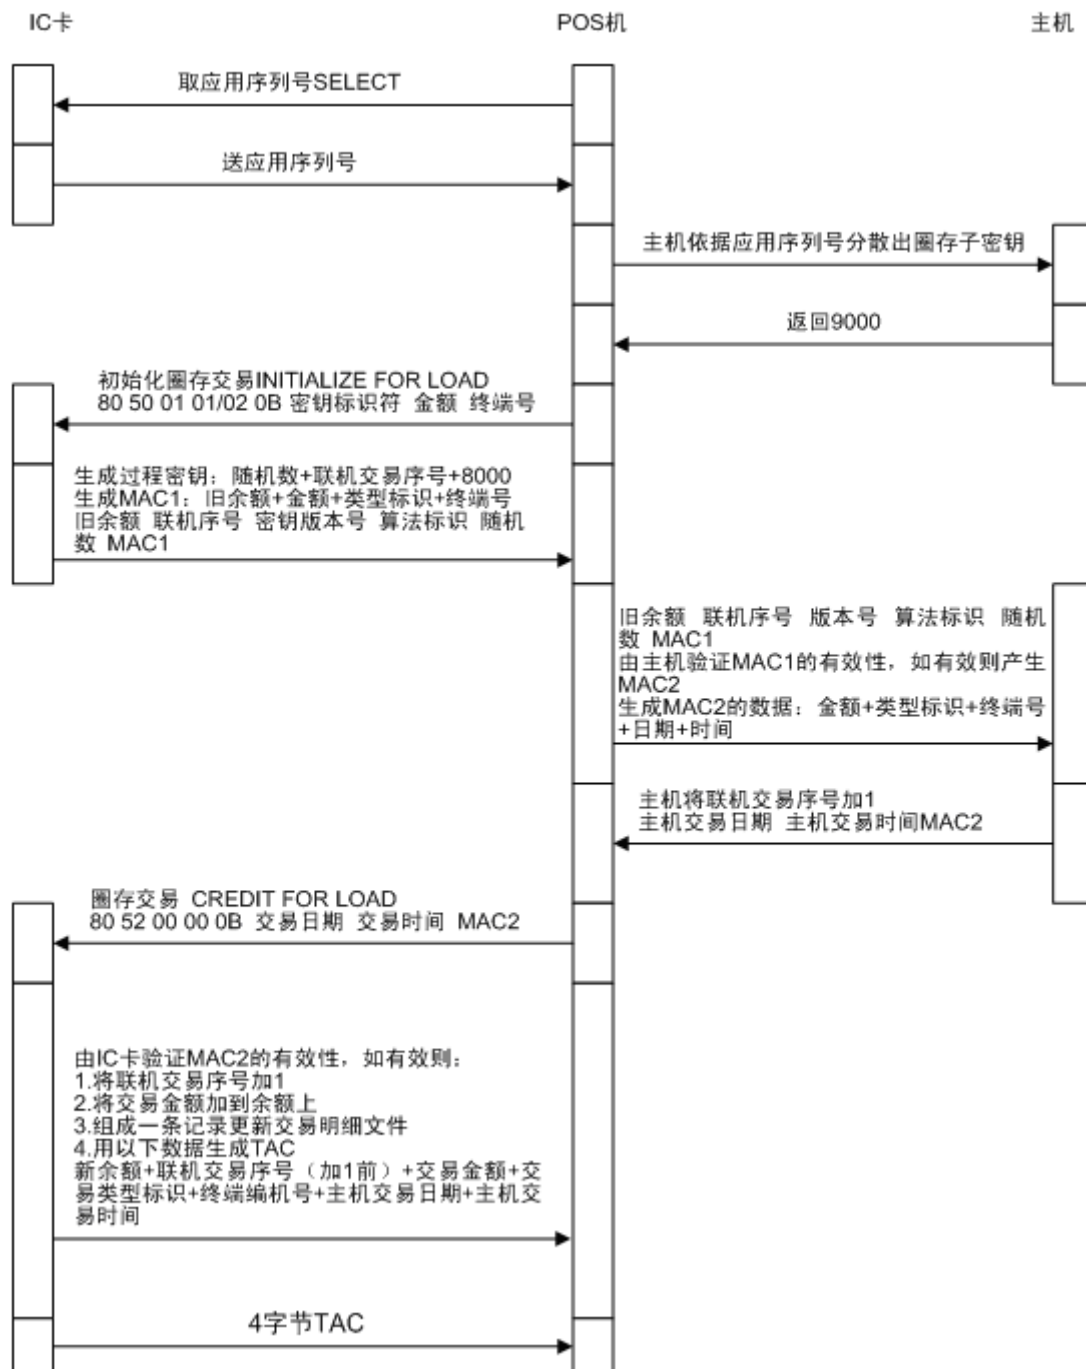 IC卡
POS机
主机
取应用序列号SELECT
送应用序列号
主机依据应用序列号分散出圈存子密钥
返回9000
初始化圈存交易INITIALIZE FOR LOAD
80 50 01 01/02 0B 密钥标识符 金额 终端号
生成过程密钥：随机数+联机交易序号+8000
生成MAC1：旧余额+金额+类型标识+终端号
旧余额 联机序号 密钥版本号 算法标识 随机
数 MAC1
旧余额 联机序号 版本号 算法标识 随机
数 MAC1
由主机验证MAC1的有效性，如有效则产生
MAC2
生成MAC2的数据：金额+类型标识+终端号
+日期+时间
主机将联机交易序号加1
主机交易日期 主机交易时间MAC2
圈存交易 CREDIT FOR LOAD
80 52 00 00 0B 交易日期 交易时间 MAC2
由IC卡验证MAC2的有效性，如有效则：
1.将联机交易序号加1
2.将交易金额加到余额上
3.组成一条记录更新交易明细文件
4.用以下数据生成TAC
新余额+联机交易序号（加1前）+交易金额+交
易类型标识+终端编机号+主机交易日期+主机交
易时间
4字节TAC